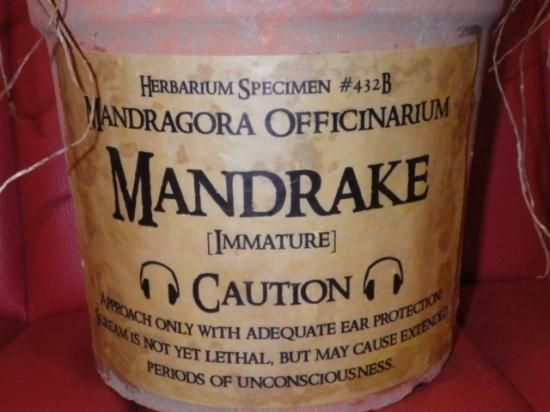 HERBARIUM SPECIMEN #432B
MANDRAGORA OFFICINARIUM
MANDRAKE
[IMMATURE]
CAUTION
APPROACH ONLY WITH ADEQUATE EAR PROTECTION.
SCREAM IS NOT YET LETHAL, BUT MAY CAUSE EXTENDED
PERIODS OF UNCONSCIOUSNESS.